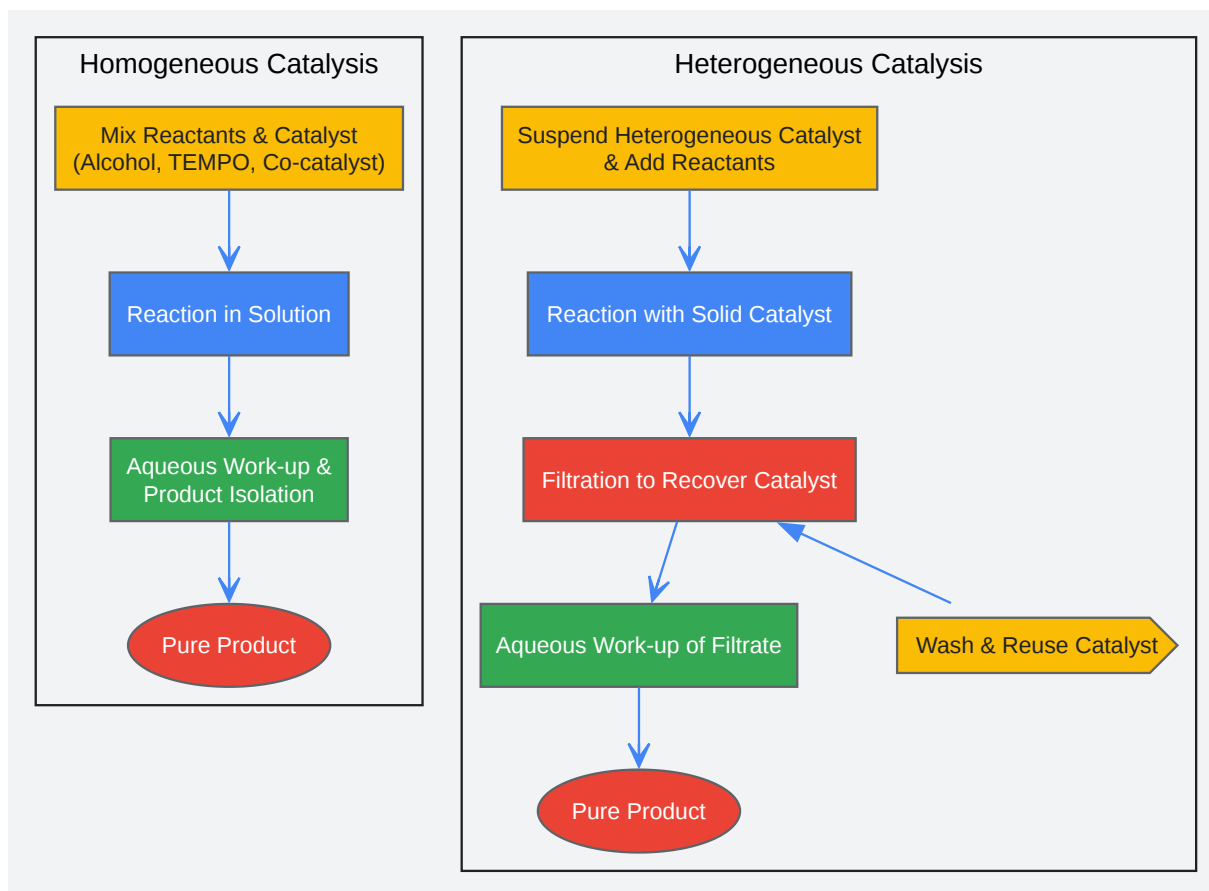 Homogeneous Catalysis
Mix Reactants & Catalyst
(Alcohol, TEMPO, Co-catalyst)
Reaction in Solution
Aqueous Work-up &
Product Isolation
Pure Product
Heterogeneous Catalysis
Suspend Heterogeneous Catalyst
& Add Reactants
Reaction with Solid Catalyst
Filtration to Recover Catalyst
Aqueous Work-up of Filtrate
Wash & Reuse Catalyst
Pure Product